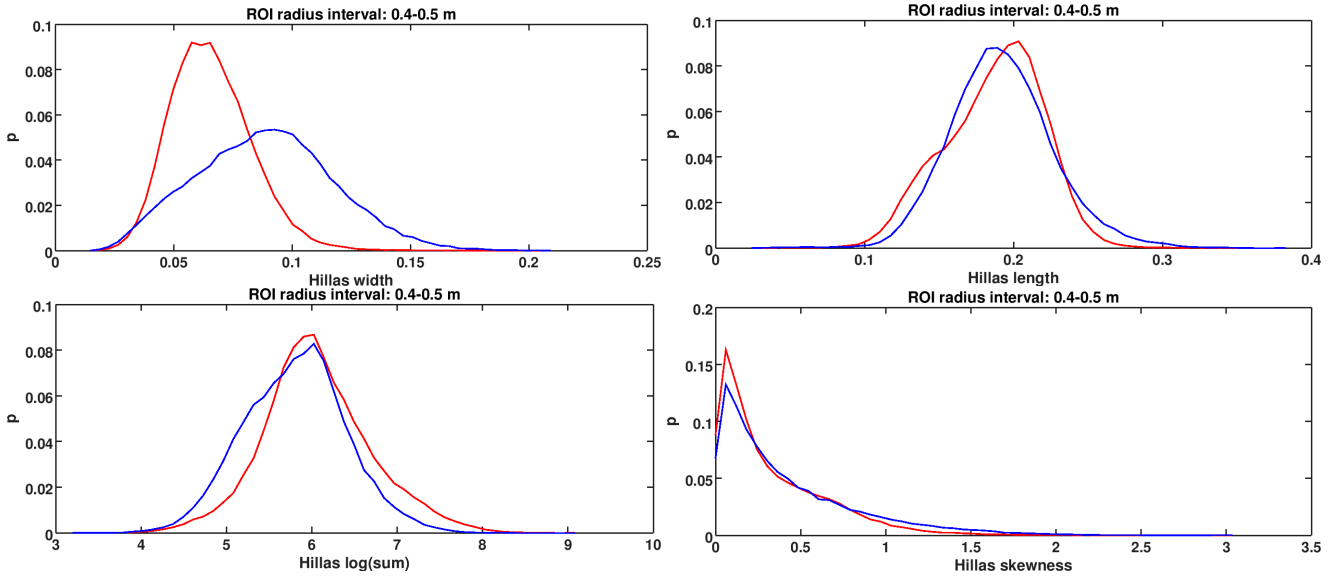 ROI radius interval: 0.4-0.5 m
0.1
0.08
0.06
0.04
0.02
0
p
0 0.05 0.1 0.15 0.2 0.25
Hillas width
ROI radius interval: 0.4-0.5 m
0.1
0.08
0.06
0.04
0.02
0
p
0 0.1 0.2 0.3 0.4
Hillas length
ROI radius interval: 0.4-0.5 m
0.1
0.08
0.06
0.04
0.02
0
p
3 4 5 6 7 8 9 10
Hillas log(sum)
ROI radius interval: 0.4-0.5 m
0.2
0.15
0.1
0.05
0
p
0 0.5 1 1.5 2 2.5 3 3.5
Hillas skewness